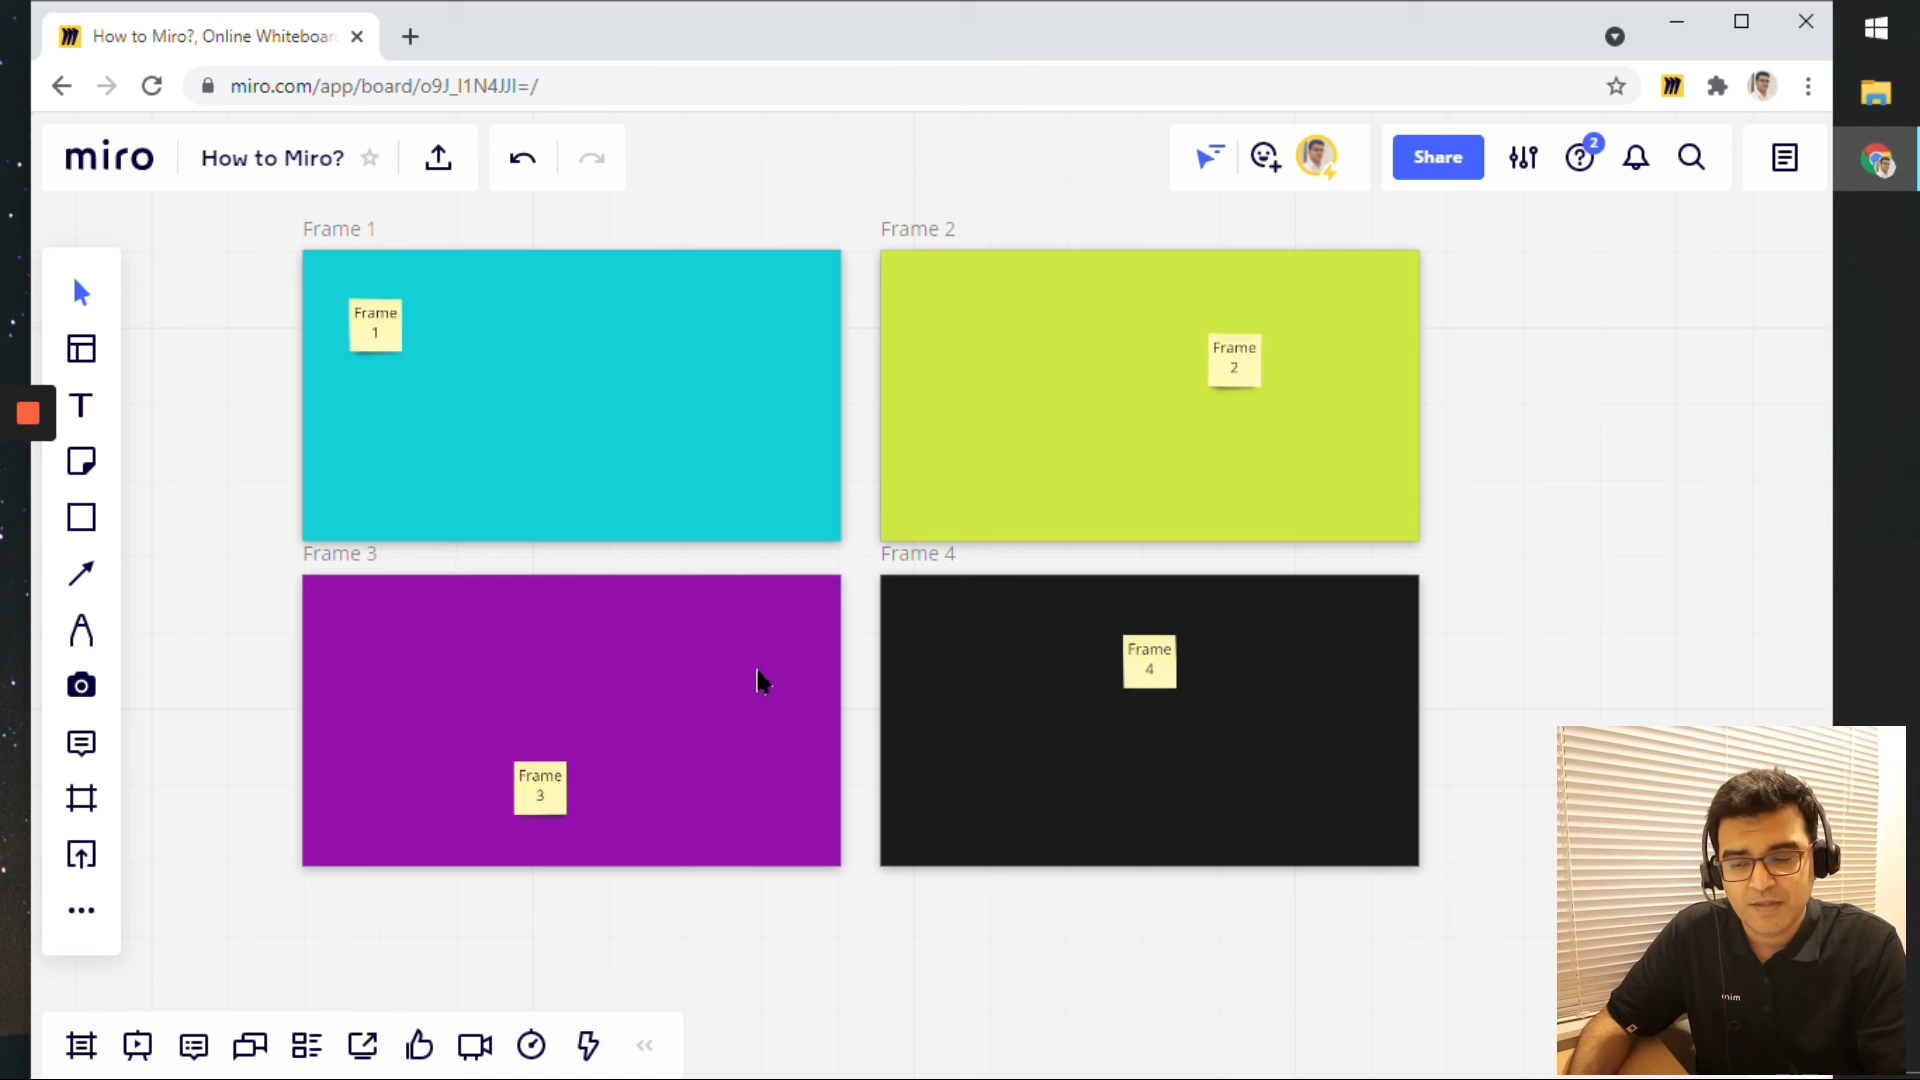 How to Miro?, Online Whiteboar
miro.com/app/board/o9J_l1N4JJI=/
miro
How to Miro?
Share
2
Frame 1
Frame 2
Frame
1
Frame
2
T
Frame 3
Frame 4
Frame
4
Frame
3
mim